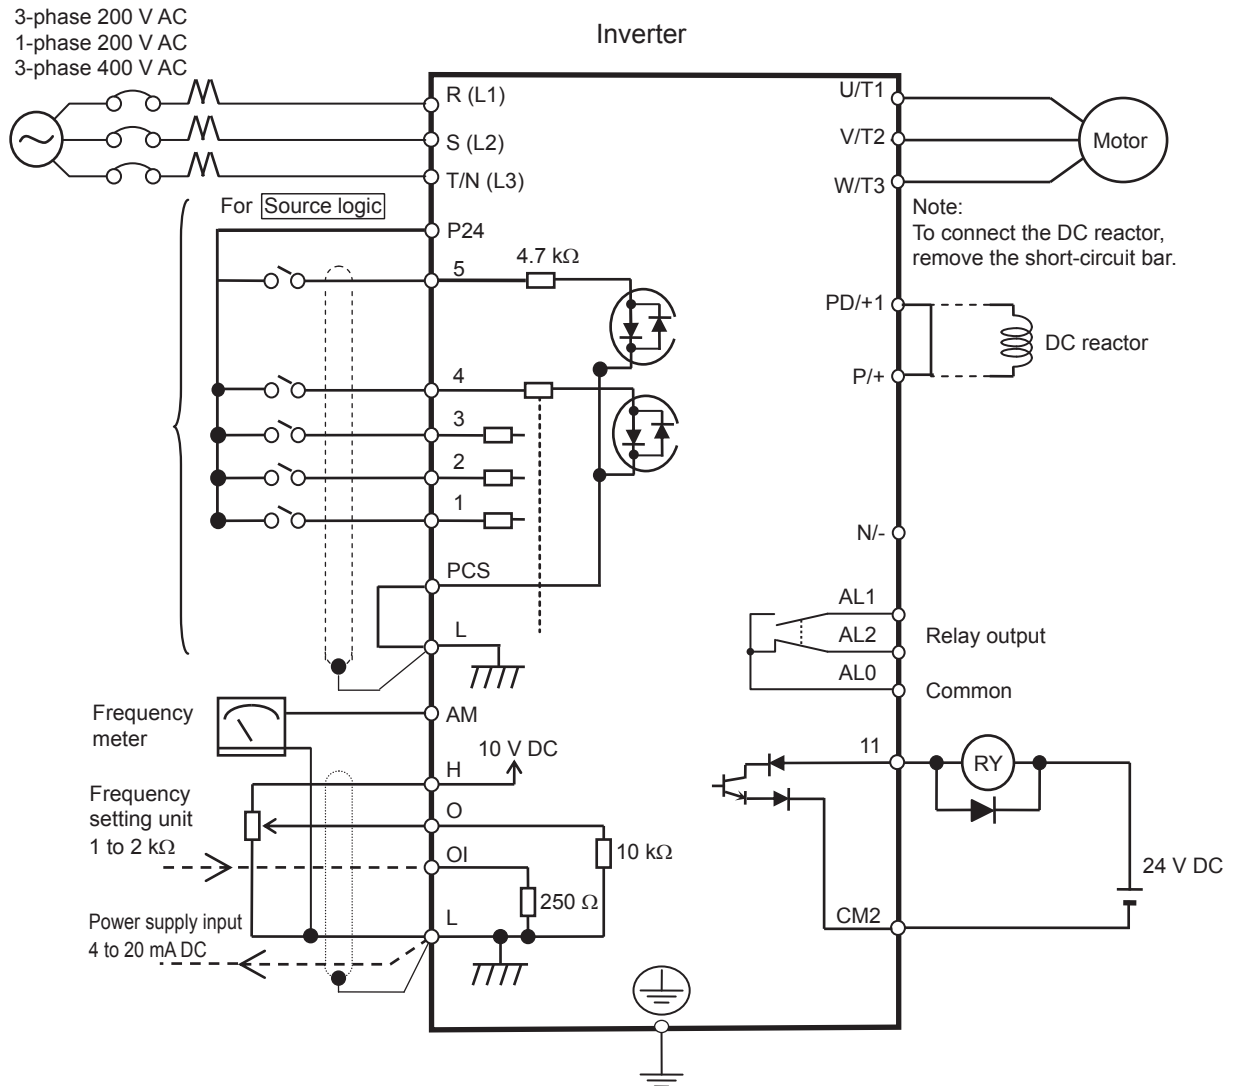 3-phase 200 V AC
1-phase 200 V AC
3-phase 400 V AC
Inverter
R (L1)
S (L2)
T/N (L3)
U/T1
V/T2
W/T3
Motor
For Source logic
P24
Note:
To connect the DC reactor,
remove the short-circuit bar.
5
4.7 kΩ
PD/+1
DC reactor
P/+
4
3
2
1
N/-
PCS
L
AL1
AL2
AL0
Relay output
Common
Frequency
meter
AM
10 V DC
H
11
RY
Frequency
setting unit
1 to 2 kΩ
O
OI
10 kΩ
250 Ω
24 V DC
Power supply input
4 to 20 mA DC
L
CM2